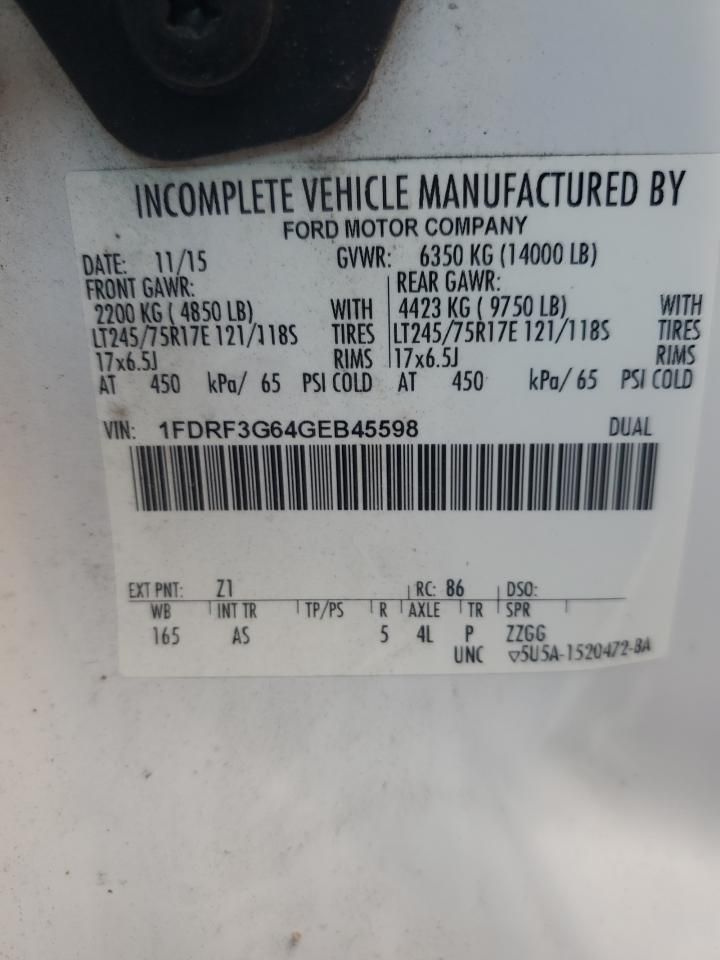 INCOMPLETE VEHICLE MANUFACTURED BY
FORD MOTOR COMPANY
DATE: 11/15 GVWR: 6350 KG (14000 LB)
FRONT GAWR: REAR GAWR:
2200 KG ( 4850 LB) WITH 4423 KG ( 9750 LB) WITH
LT245/75R17E 121/118S TIRES LT245/75R17E 121/118S TIRES
17x6.5J RIMS 17x6.5J RIMS
AT 450 kPa/ 65 PSI COLD AT 450 kPa/ 65 PSI COLD
VIN: 1FDRF3G64GEB45598 DUAL
EXT PNT: Z1 RC: 86 DSO:
WB INT TR TP/PS R AXLE TR SPR
165 AS 5 4L P ZZGG
UNC ▽5U5A-1520472-BA